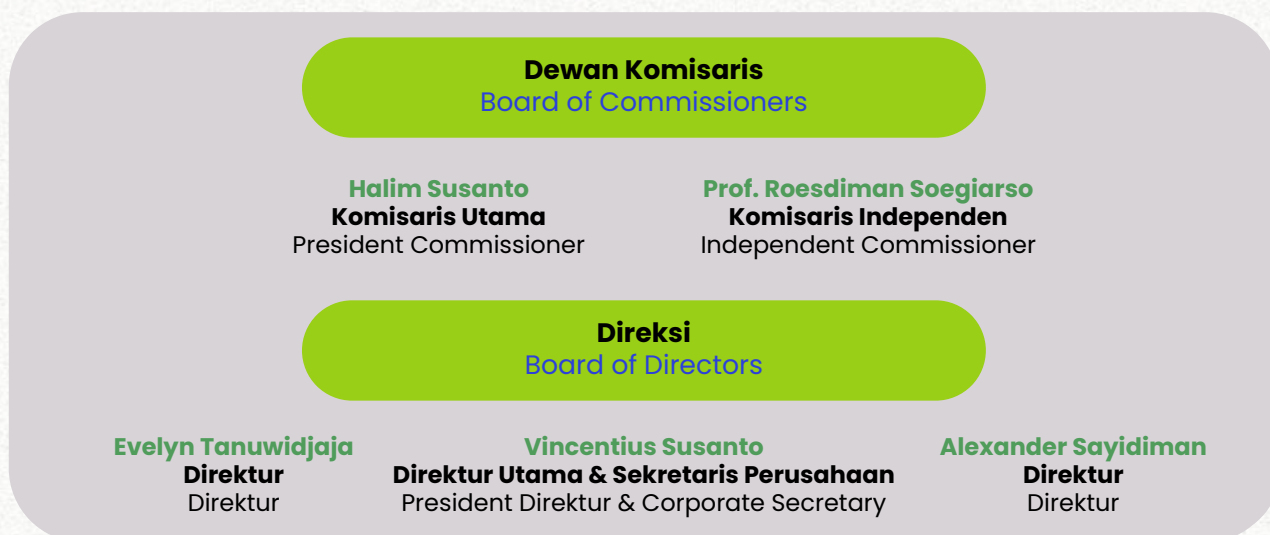 Dewan Komisaris
Board of Commissioners
Halim Susanto
Komisaris Utama
President Commissioner
Prof. Roesdiman Soegiarso
Komisaris Independen
Independent Commissioner
Direksi
Board of Directors
Evelyn Tanuwidjaja
Direktur
Direktur
Vincentius Susanto
Direktur Utama & Sekretaris Perusahaan
President Direktur & Corporate Secretary
Alexander Sayidiman
Direktur
Direktur